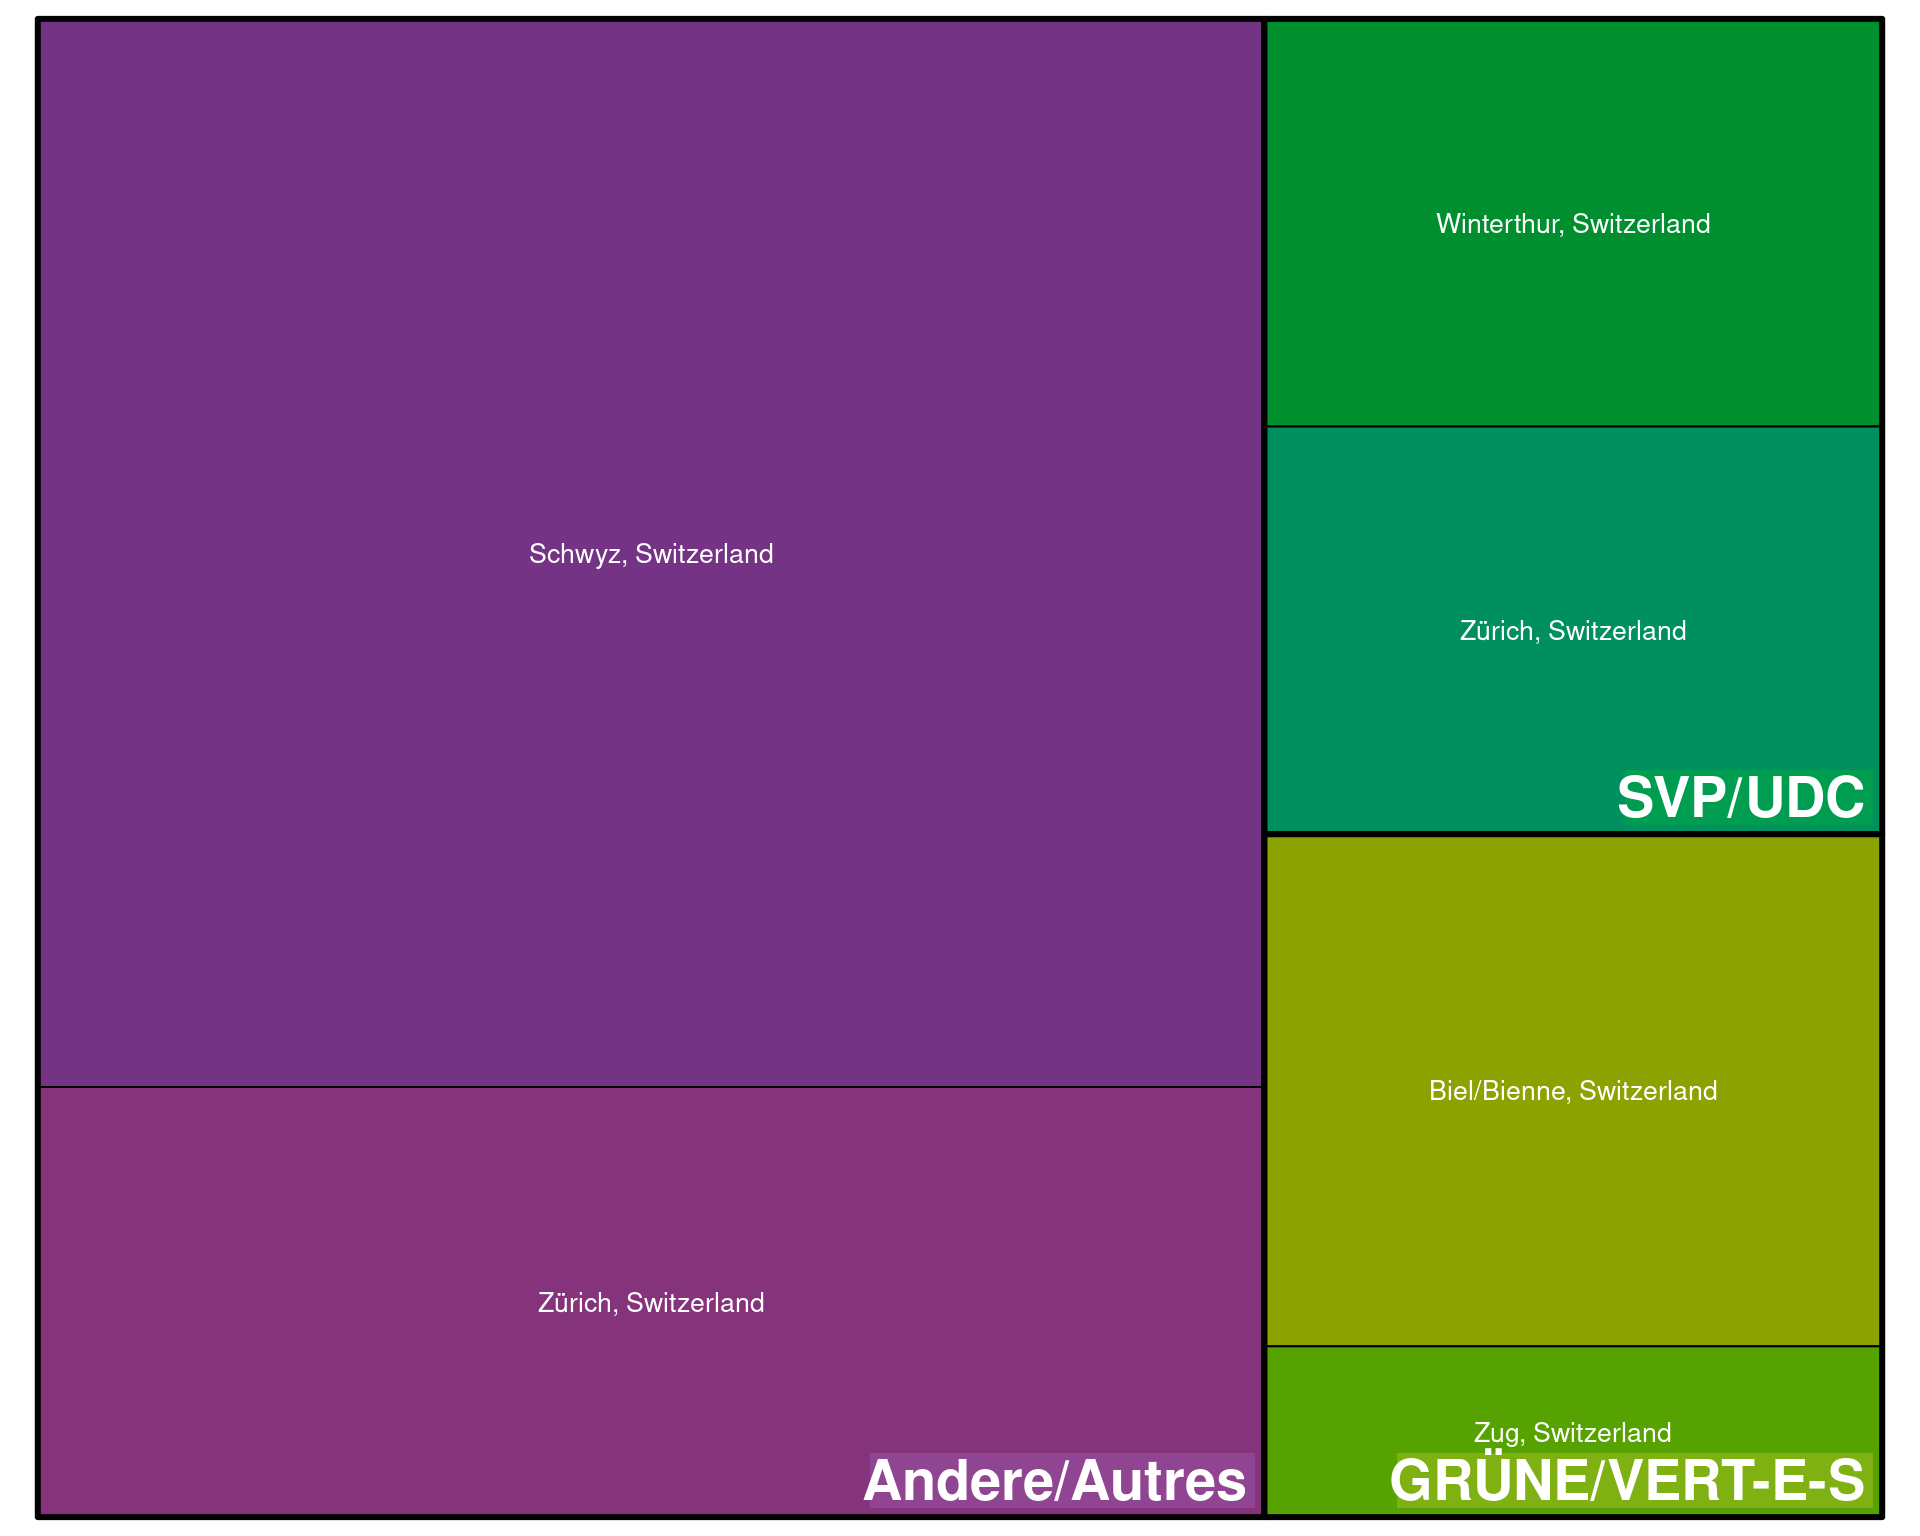 Schwyz, Switzerland
Zürich, Switzerland
Andere/Autres
Winterthur, Switzerland
Zürich, Switzerland
SVP/UDC
Biel/Bienne, Switzerland
Zug, Switzerland
GRÜNE/VERT-E-S